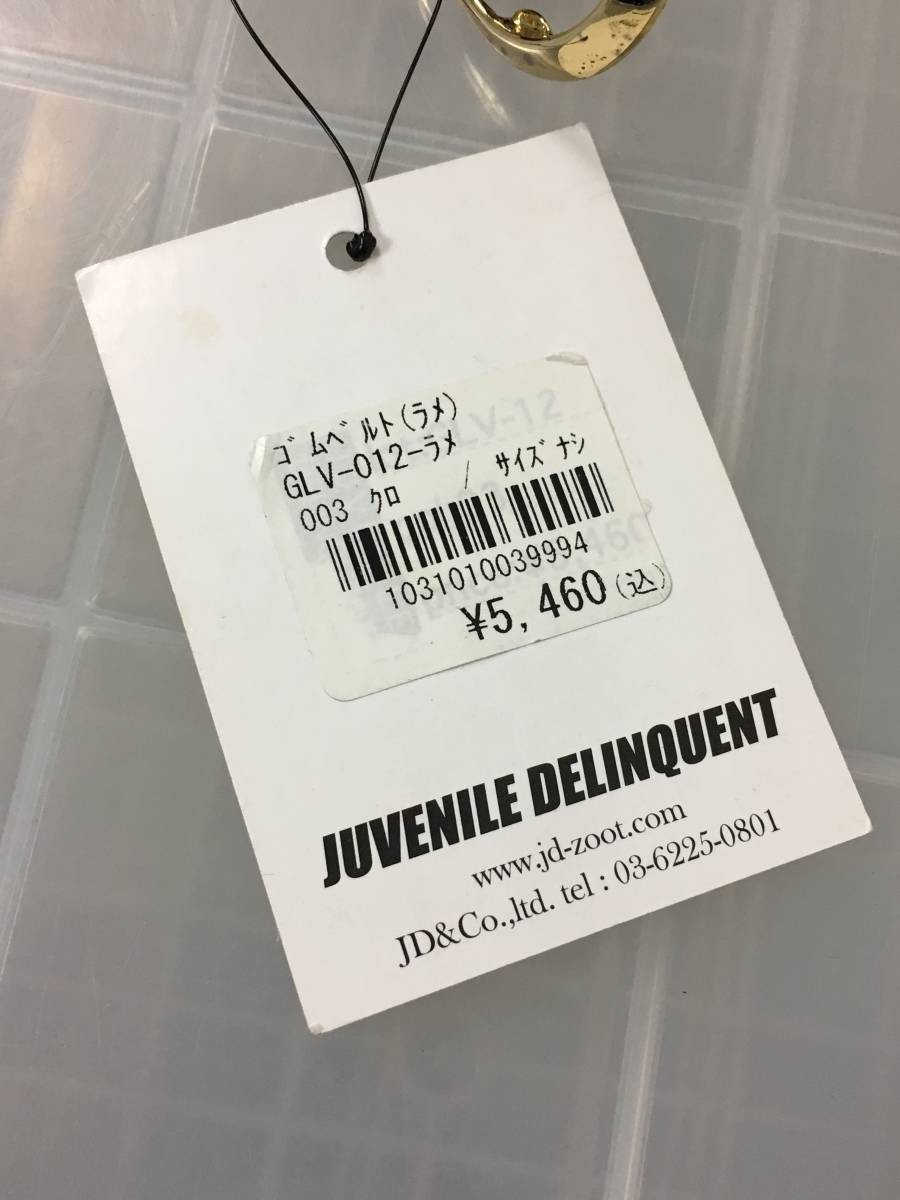 ｺﾞﾑﾍﾞﾙﾄ(ﾗﾒ)
GLV-012-ﾗﾒ
003 ｸﾛ / ｻｲｽﾞﾅｼ
1031010039994
¥5,460(込)
JUVENILE DELINQUENT
www.jd-zoot.com
JD&Co.,ltd. tel : 03-6225-0801